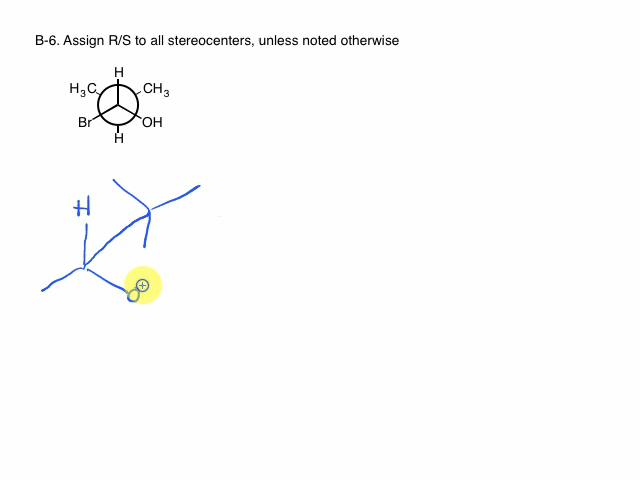 B-6. Assign R/S to all stereocenters, unless noted otherwise
H
H3C CH3
Br OH
H
H
O